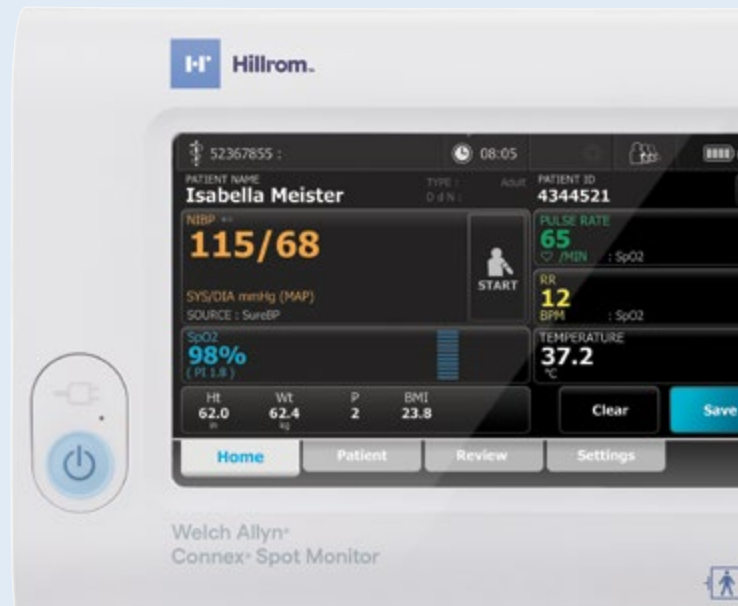 Hillrom
52367855 :
08:05
PATIENT NAME
Isabella Meister
TYPE : Adult
D d N :
PATIENT ID
4344521
NIBP
115/68
SYS/DIA mmHg (MAP)
SOURCE : SureBP
START
PULSE RATE
65
/MIN : SpO2
RR
12
BPM : SpO2
SpO2
98%
( PI 1.8 )
TEMPERATURE
37.2
°C
Ht Wt P BMI
62.0 62.4 2 23.8
in kg
Clear
Save
Home Patient Review Settings
Welch Allyn®
Connex® Spot Monitor